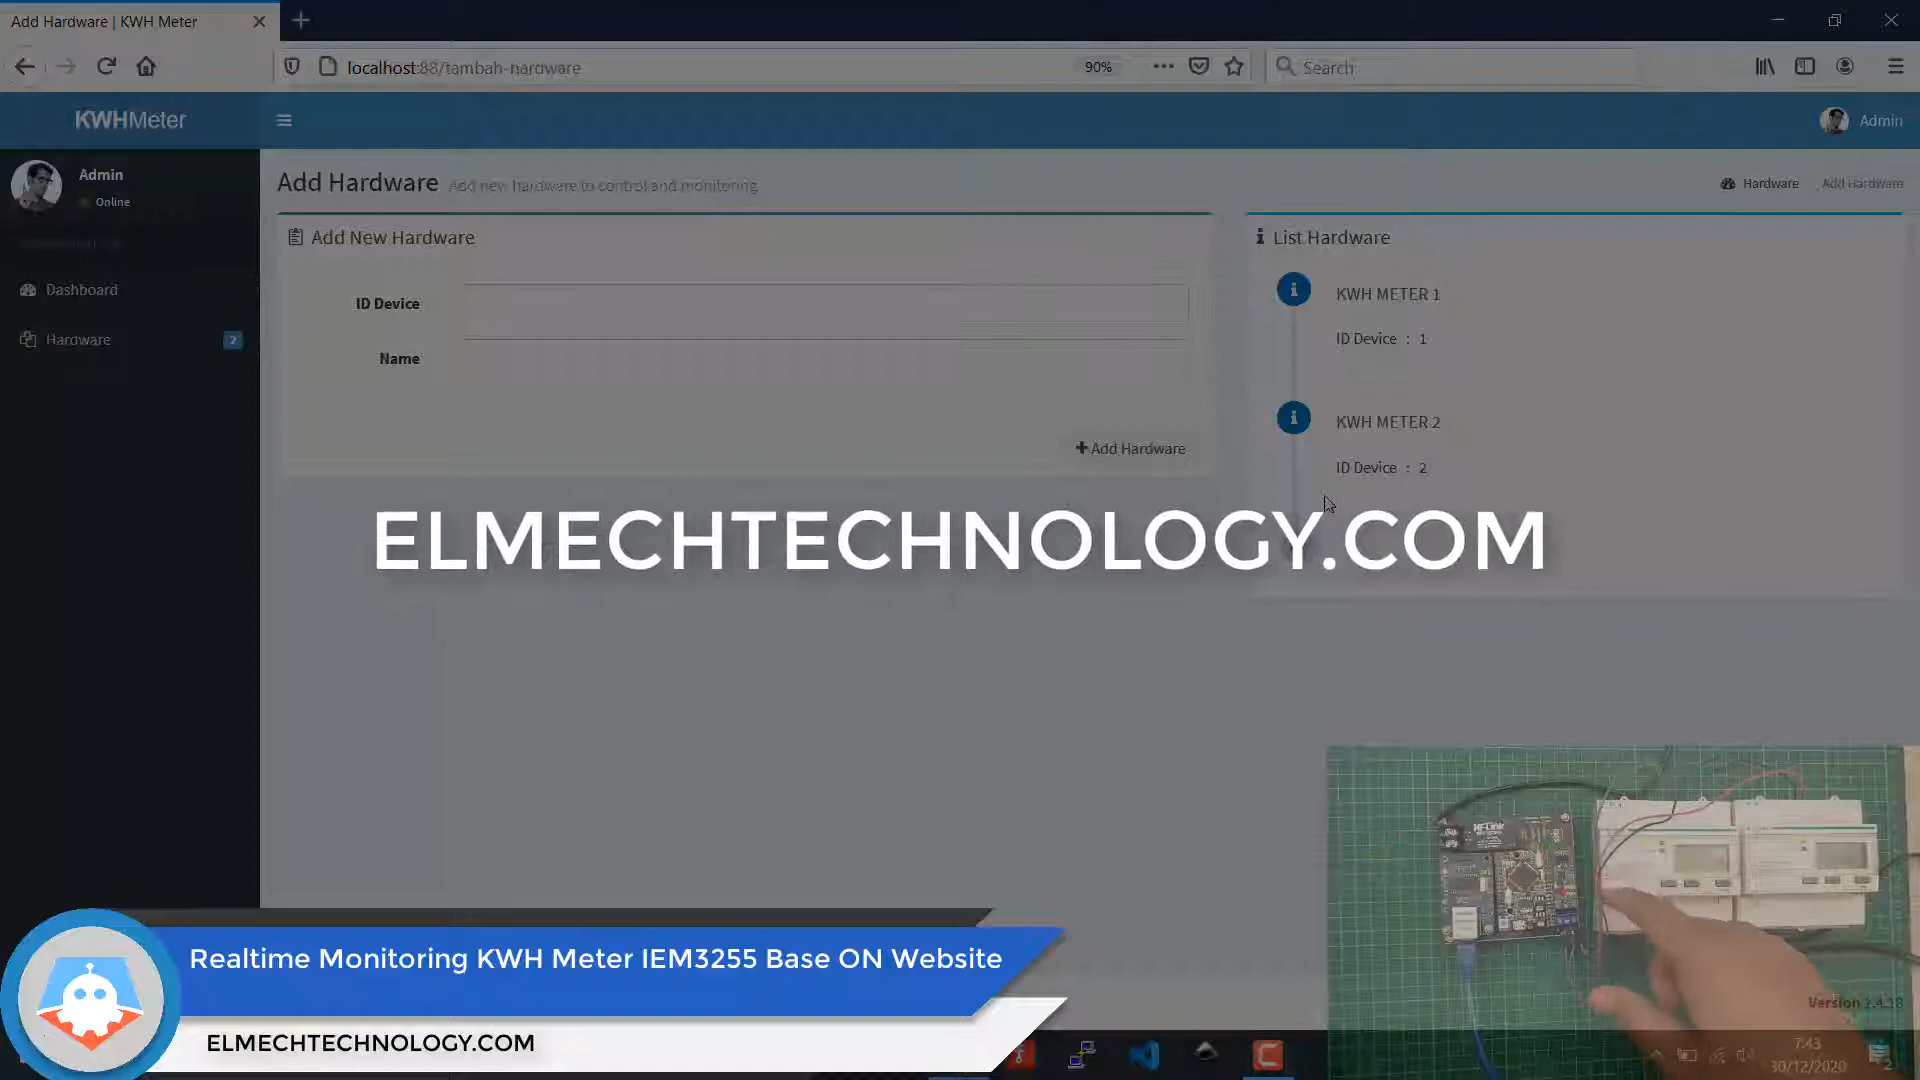 Add Hardware | KWH Meter
localhost:88/tambah-hardware
90%
Search
KWHMeter
Admin
Admin
Online
Dashboard
Hardware
2
Add Hardware Add new hardware to control and monitoring
Hardware
Add Hardware
Add New Hardware
ID Device
Name
Add Hardware
List Hardware
KWH METER 1
ID Device : 1
KWH METER 2
ID Device : 2
ELMECHTECHNOLOGY.COM
Realtime Monitoring KWH Meter IEM3255 Base ON Website
ELMECHTECHNOLOGY.COM
Version 2.4.18
7:43
30/12/2020
2